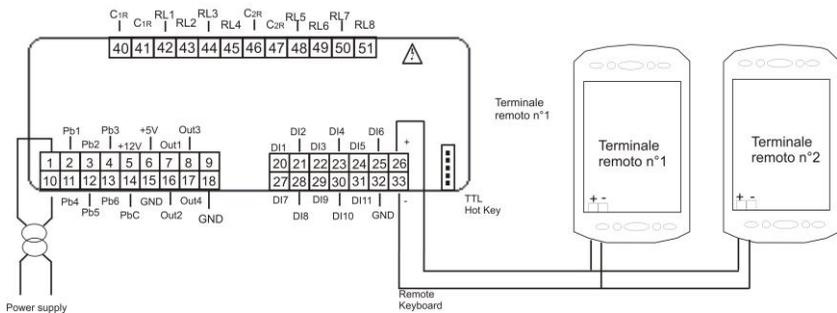 C1R C1R RL1 RL2 RL3 RL4 C2R C2R RL5 RL6 RL7 RL8
40 41 42 43 44 45 46 47 48 49 50 51
Pb1 Pb2 Pb3 +12V +5V Out1 Out3
1 2 3 4 5 6 7 8 9
10 11 12 13 14 15 16 17 18
Pb4 Pb5 Pb6 PbC GND Out2 Out4 GND
DI1 DI2 DI3 DI4 DI5 DI6 +
20 21 22 23 24 25 26
27 28 29 30 31 32 33
DI7 DI8 DI9 DI10 DI11 GND -
TTL
Hot Key
Power supply
Remote
Keyboard
Terminale
remoto n°1
Terminale
remoto n°1
+ -
Terminale
remoto n°2
+ -